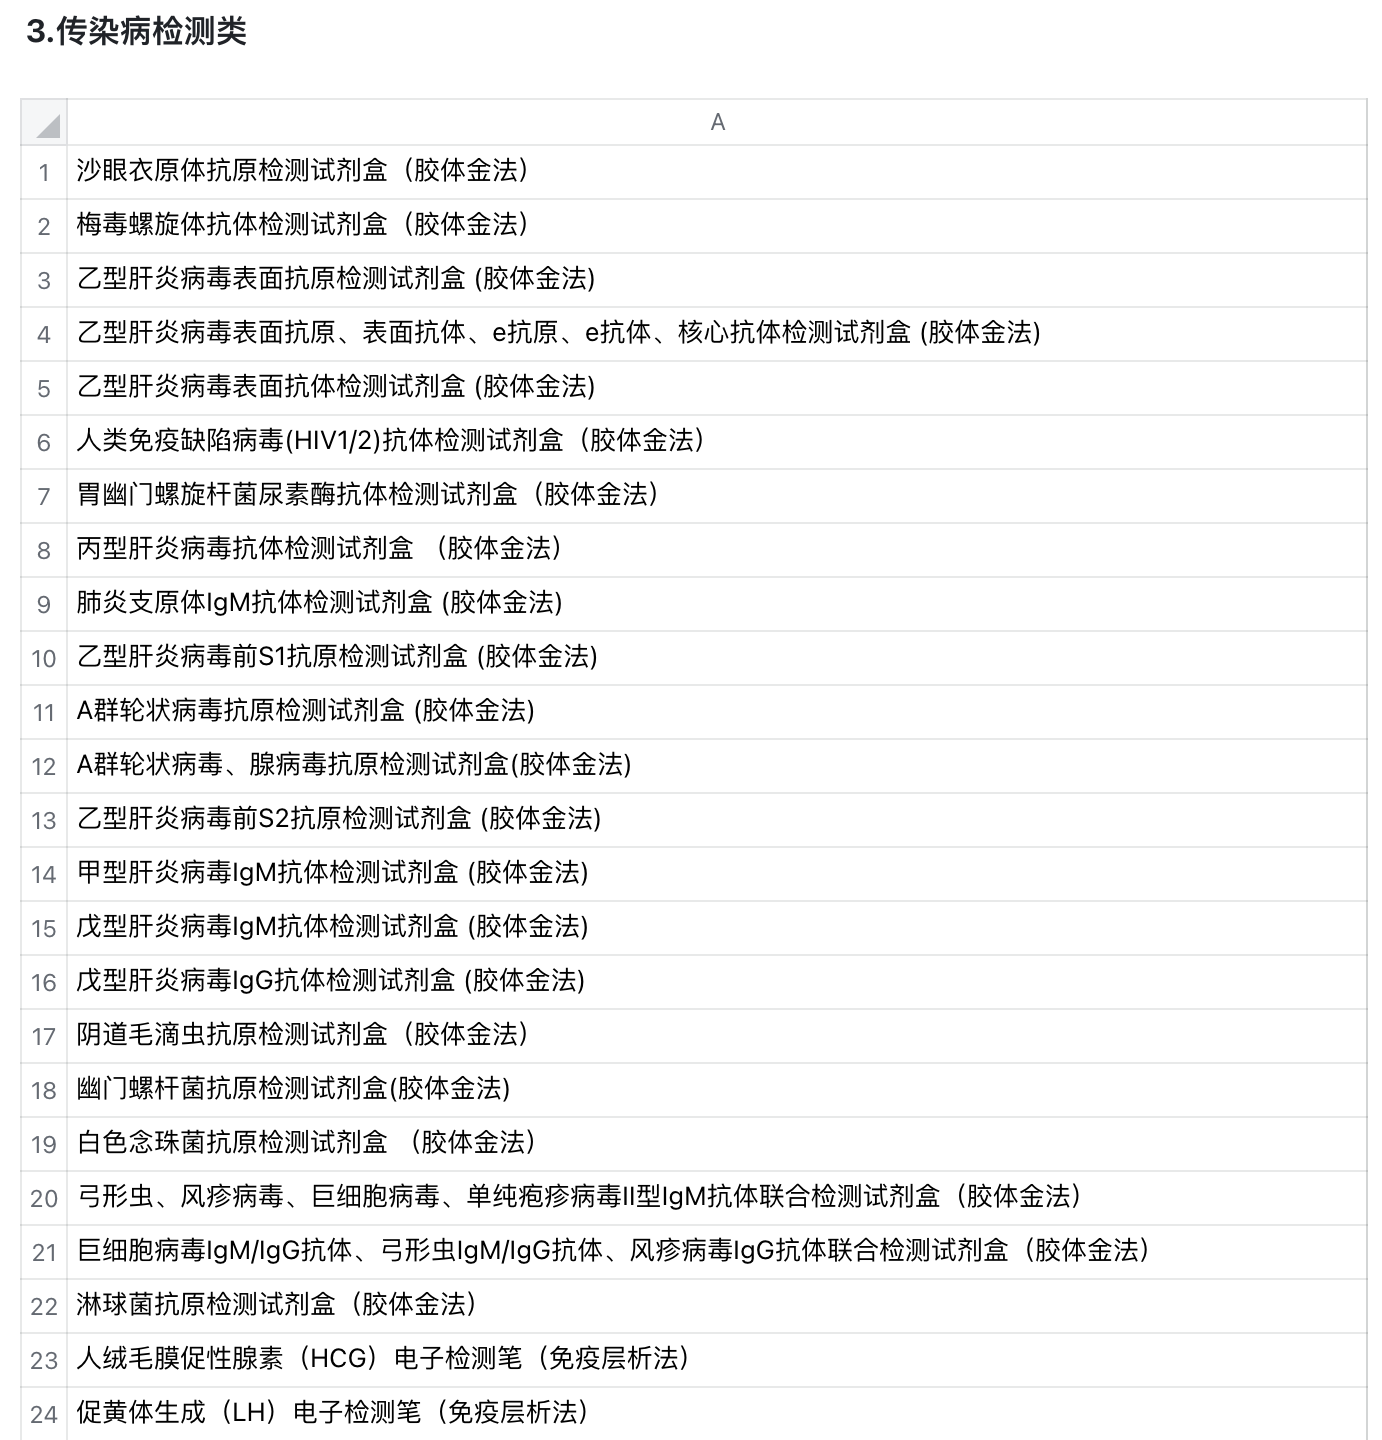 3.传染病检测类
A
1 沙眼衣原体抗原检测试剂盒（胶体金法）
2 梅毒螺旋体抗体检测试剂盒（胶体金法）
3 乙型肝炎病毒表面抗原检测试剂盒 (胶体金法)
4 乙型肝炎病毒表面抗原、表面抗体、e抗原、e抗体、核心抗体检测试剂盒 (胶体金法)
5 乙型肝炎病毒表面抗体检测试剂盒 (胶体金法)
6 人类免疫缺陷病毒(HIV1/2)抗体检测试剂盒（胶体金法）
7 胃幽门螺旋杆菌尿素酶抗体检测试剂盒（胶体金法）
8 丙型肝炎病毒抗体检测试剂盒 （胶体金法）
9 肺炎支原体IgM抗体检测试剂盒 (胶体金法)
10 乙型肝炎病毒前S1抗原检测试剂盒 (胶体金法)
11 A群轮状病毒抗原检测试剂盒 (胶体金法)
12 A群轮状病毒、腺病毒抗原检测试剂盒(胶体金法)
13 乙型肝炎病毒前S2抗原检测试剂盒 (胶体金法)
14 甲型肝炎病毒IgM抗体检测试剂盒 (胶体金法)
15 戊型肝炎病毒IgM抗体检测试剂盒 (胶体金法)
16 戊型肝炎病毒IgG抗体检测试剂盒 (胶体金法)
17 阴道毛滴虫抗原检测试剂盒（胶体金法）
18 幽门螺杆菌抗原检测试剂盒(胶体金法)
19 白色念珠菌抗原检测试剂盒 （胶体金法）
20 弓形虫、风疹病毒、巨细胞病毒、单纯疱疹病毒II型IgM抗体联合检测试剂盒（胶体金法）
21 巨细胞病毒IgM/IgG抗体、弓形虫IgM/IgG抗体、风疹病毒IgG抗体联合检测试剂盒（胶体金法）
22 淋球菌抗原检测试剂盒（胶体金法）
23 人绒毛膜促性腺素（HCG）电子检测笔（免疫层析法）
24 促黄体生成（LH）电子检测笔（免疫层析法）